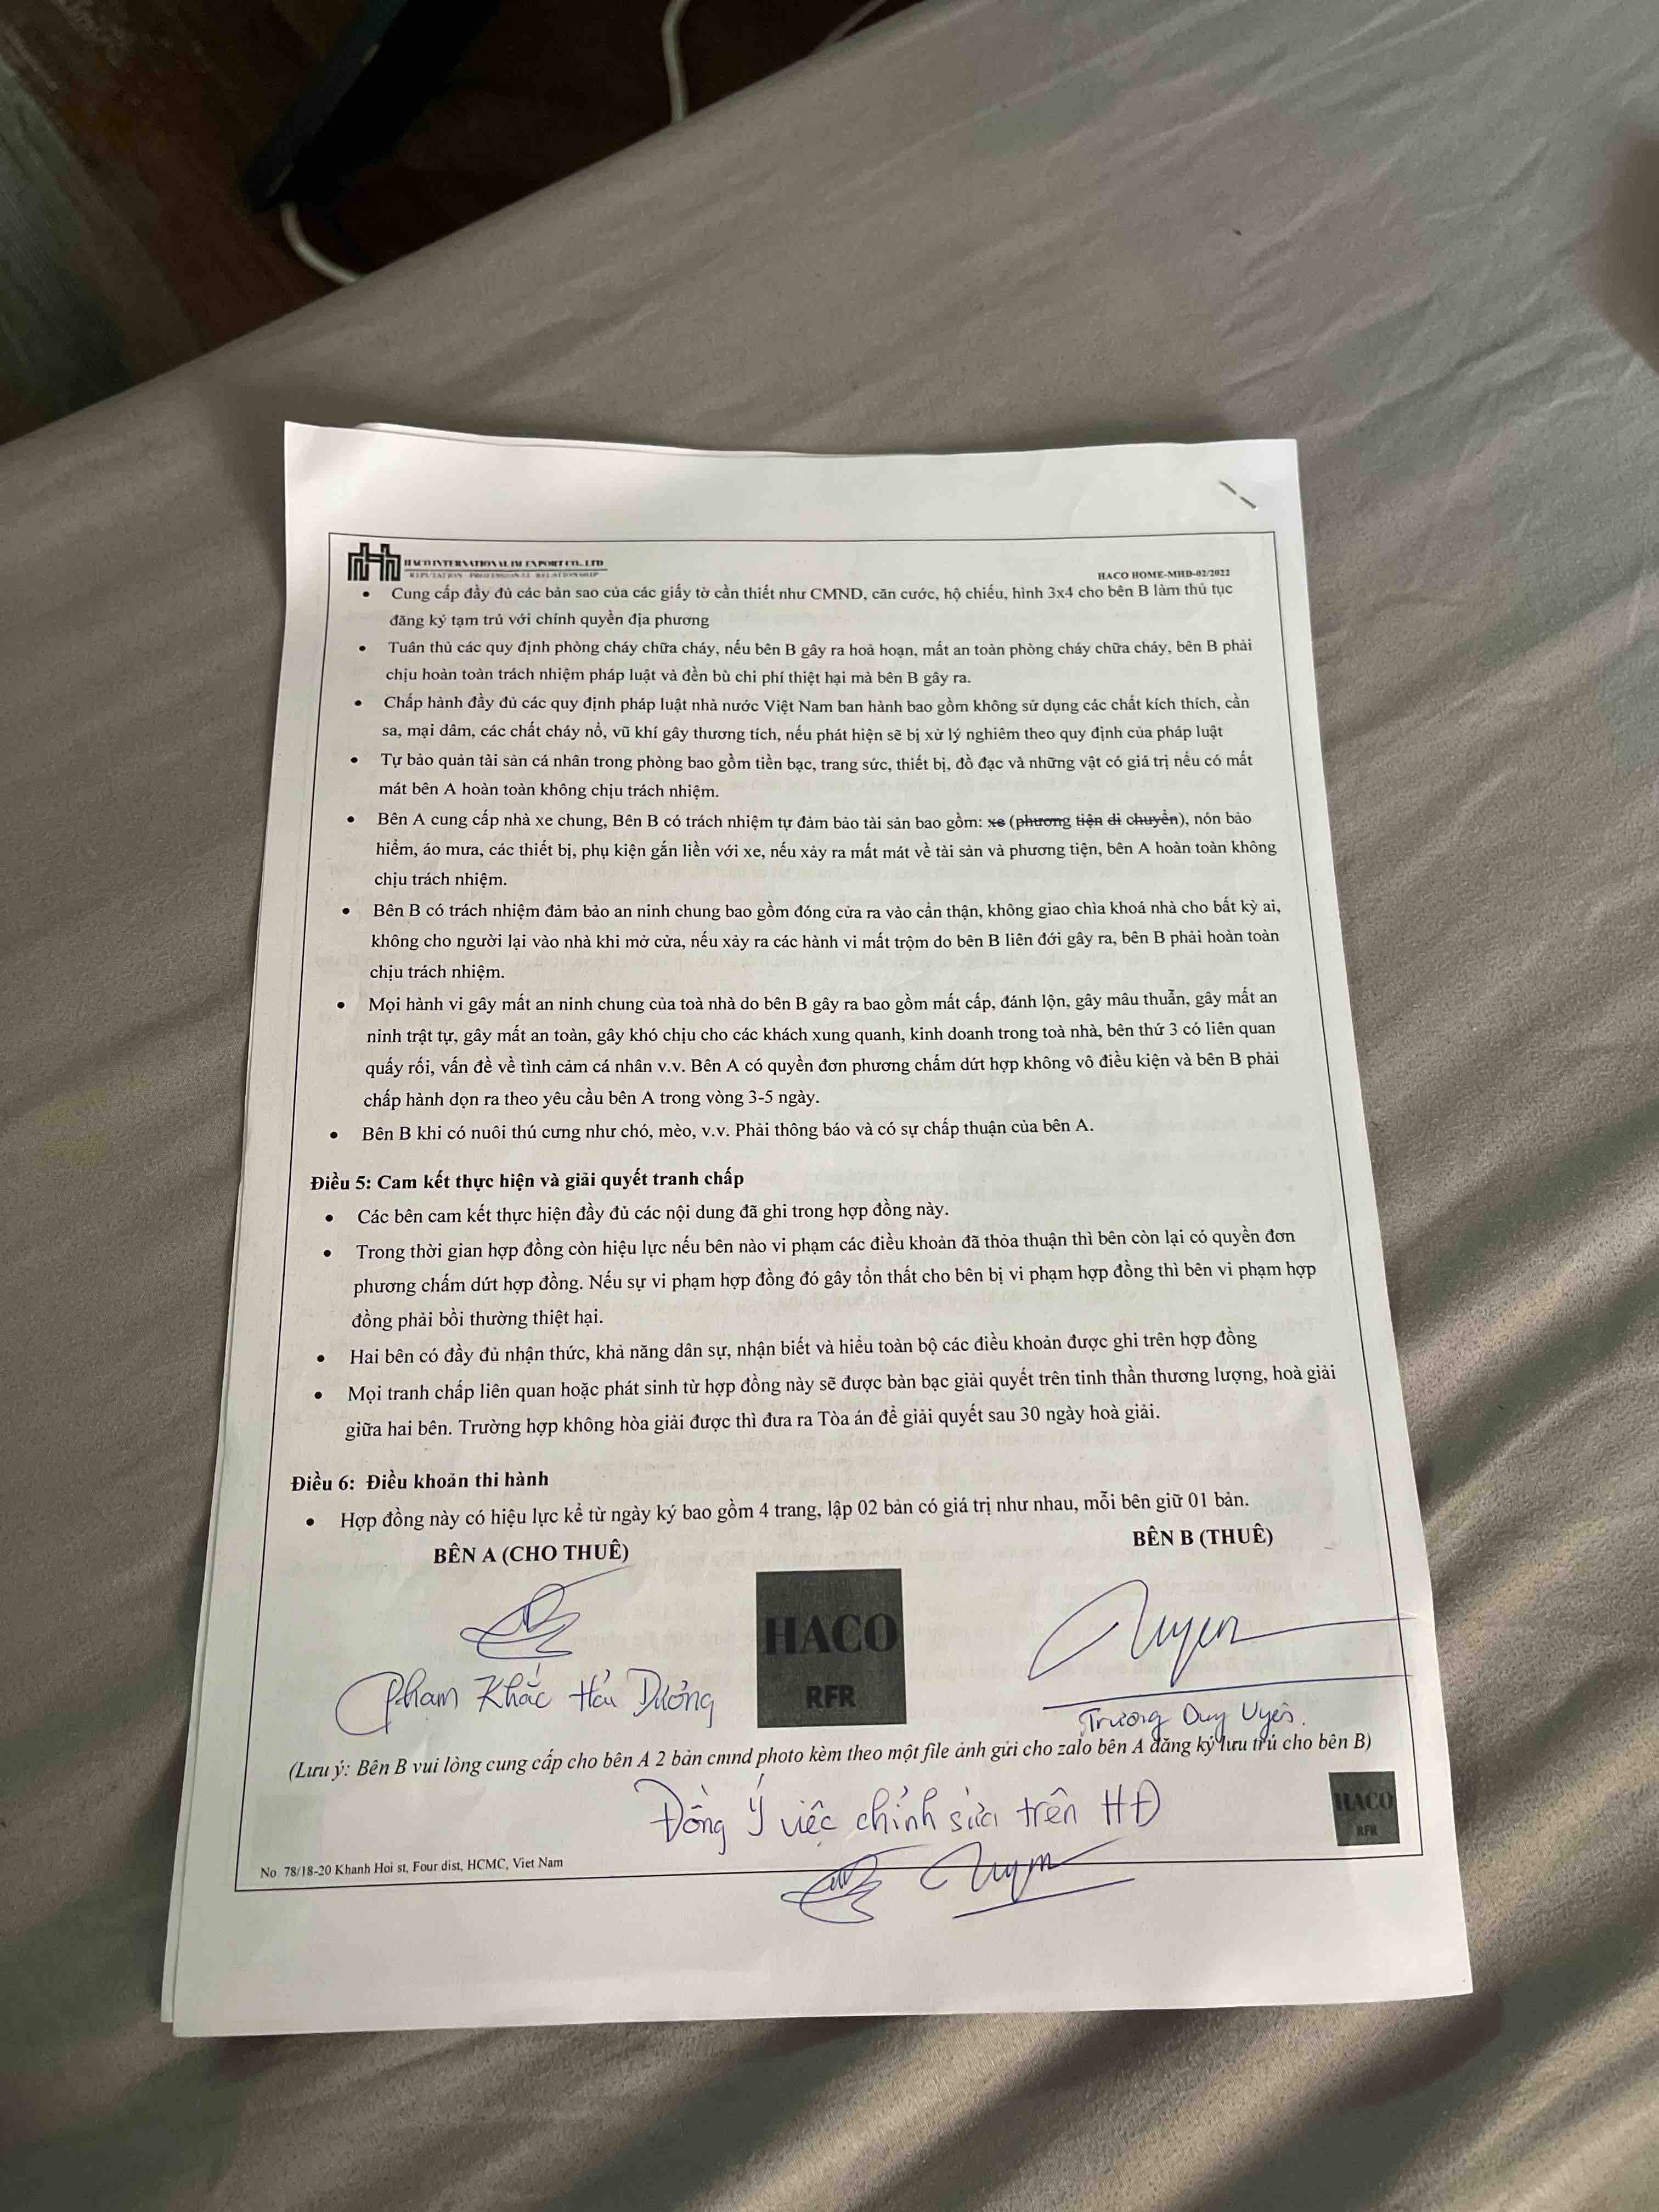 HACO INTERNATIONAL IM EXPORT CO., LTD
REPUTATION - PROFESSIONAL - RELATIONSHIP
HACO HOME-MHD-02/2022
• Cung cấp đầy đủ các bản sao của các giấy tờ cần thiết như CMND, căn cước, hộ chiếu, hình 3x4 cho bên B làm thủ tục
đăng ký tạm trú với chính quyền địa phương
• Tuân thủ các quy định phòng cháy chữa cháy, nếu bên B gây ra hoả hoạn, mất an toàn phòng cháy chữa cháy, bên B phải
chịu hoàn toàn trách nhiệm pháp luật và đền bù chi phí thiệt hại mà bên B gây ra.
• Chấp hành đầy đủ các quy định pháp luật nhà nước Việt Nam ban hành bao gồm không sử dụng các chất kích thích, cần
sa, mại dâm, các chất cháy nổ, vũ khí gây thương tích, nếu phát hiện sẽ bị xử lý nghiêm theo quy định của pháp luật
• Tự bảo quản tài sản cá nhân trong phòng bao gồm tiền bạc, trang sức, thiết bị, đồ đạc và những vật có giá trị nếu có mất
mát bên A hoàn toàn không chịu trách nhiệm.
• Bên A cung cấp nhà xe chung, Bên B có trách nhiệm tự đảm bảo tài sản bao gồm: xe (phương tiện di chuyển), nón bảo
hiểm, áo mưa, các thiết bị, phụ kiện gắn liền với xe, nếu xảy ra mất mát về tài sản và phương tiện, bên A hoàn toàn không
chịu trách nhiệm.
• Bên B có trách nhiệm đảm bảo an ninh chung bao gồm đóng cửa ra vào cẩn thận, không giao chìa khoá nhà cho bất kỳ ai,
không cho người lại vào nhà khi mở cửa, nếu xảy ra các hành vi mất trộm do bên B liên đới gây ra, bên B phải hoàn toàn
chịu trách nhiệm.
• Mọi hành vi gây mất an ninh chung của toà nhà do bên B gây ra bao gồm mất cấp, đánh lộn, gây mâu thuẫn, gây mất an
ninh trật tự, gây mất an toàn, gây khó chịu cho các khách xung quanh, kinh doanh trong toà nhà, bên thứ 3 có liên quan
quấy rối, vấn đề về tình cảm cá nhân v.v. Bên A có quyền đơn phương chấm dứt hợp không vô điều kiện và bên B phải
chấp hành dọn ra theo yêu cầu bên A trong vòng 3-5 ngày.
• Bên B khi có nuôi thú cưng như chó, mèo, v.v. Phải thông báo và có sự chấp thuận của bên A.
Điều 5: Cam kết thực hiện và giải quyết tranh chấp
• Các bên cam kết thực hiện đầy đủ các nội dung đã ghi trong hợp đồng này.
• Trong thời gian hợp đồng còn hiệu lực nếu bên nào vi phạm các điều khoản đã thỏa thuận thì bên còn lại có quyền đơn
phương chấm dứt hợp đồng. Nếu sự vi phạm hợp đồng đó gây tổn thất cho bên bị vi phạm hợp đồng thì bên vi phạm hợp
đồng phải bồi thường thiệt hại.
• Hai bên có đầy đủ nhận thức, khả năng dân sự, nhận biết và hiểu toàn bộ các điều khoản được ghi trên hợp đồng
• Mọi tranh chấp liên quan hoặc phát sinh từ hợp đồng này sẽ được bàn bạc giải quyết trên tinh thần thương lượng, hoà giải
giữa hai bên. Trường hợp không hòa giải được thì đưa ra Tòa án để giải quyết sau 30 ngày hoà giải.
Điều 6: Điều khoản thi hành
• Hợp đồng này có hiệu lực kể từ ngày ký bao gồm 4 trang, lập 02 bản có giá trị như nhau, mỗi bên giữ 01 bản.
BÊN A (CHO THUÊ)
BÊN B (THUÊ)
HACO
RFR
Uyen
Phạm Khắc Hải Dương
Trương Duy Uyên.
(Lưu ý: Bên B vui lòng cung cấp cho bên A 2 bản cmnd photo kèm theo một file ảnh gửi cho zalo bên A đăng ký lưu trú cho bên B)
Đồng ý việc chỉnh sửa trên HĐ
HACO
RFR
No. 78/18-20 Khanh Hoi st, Four dist, HCMC, Viet Nam
Uyen